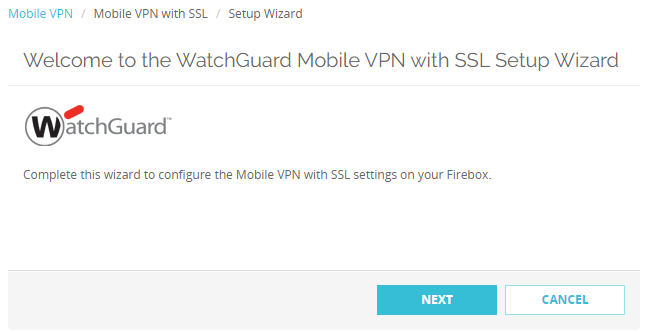 Mobile VPN / Mobile VPN with SSL / Setup Wizard
Welcome to the WatchGuard Mobile VPN with SSL Setup Wizard
WatchGuard™
Complete this wizard to configure the Mobile VPN with SSL settings on your Firebox.
NEXT CANCEL